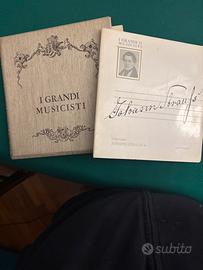 I GRANDI
MUSICISTI
I GRANDI
MUSICISTI
Johann Strauss
subito